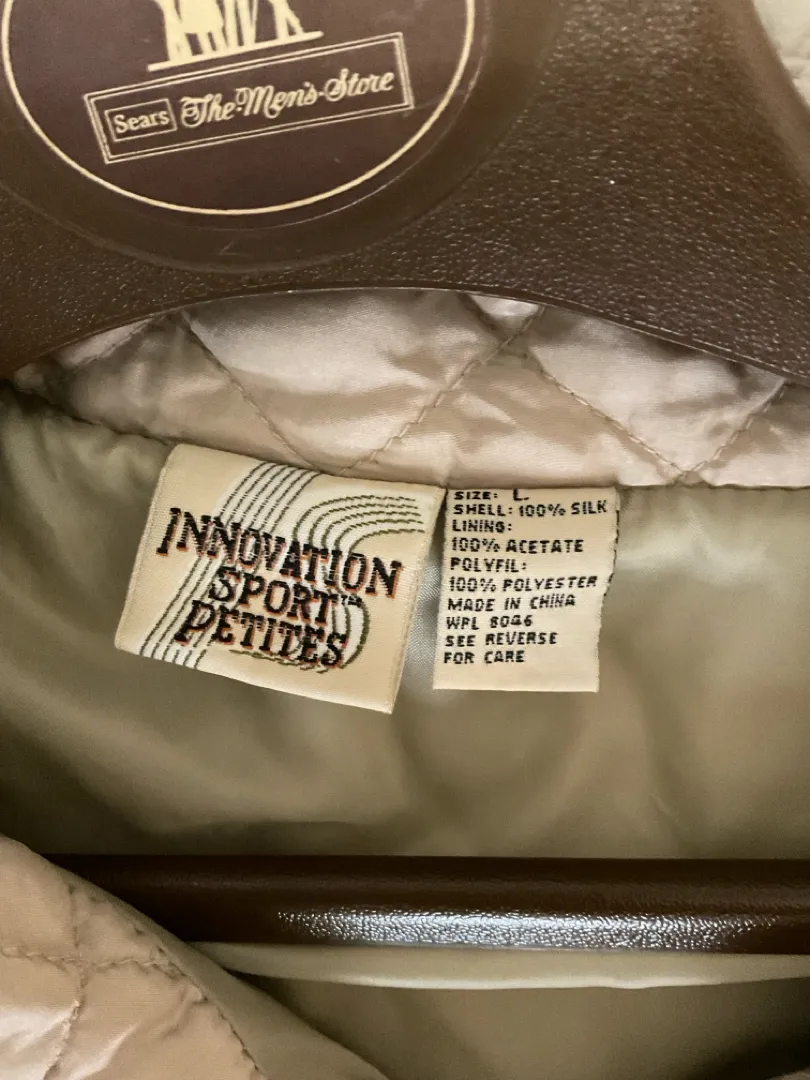 Sears The Men's Store
INNOVATION
SPORT™
PETITES
SIZE: L.
SHELL: 100% SILK
LINING:
100% ACETATE
POLYFIL:
100% POLYESTER
MADE IN CHINA
WPL 8046
SEE REVERSE
FOR CARE